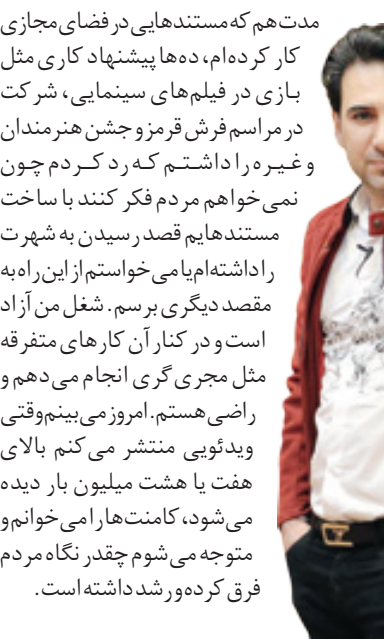 مدت‌هم که مستندهایی در فضای مجازی
کار کرده‌ام، ده‌ها پیشنهاد کاری مثل
بازی در فیلم‌های سینمایی، شرکت
در مراسم فرش قرمز و جشن هنرمندان
و غیره را داشتم که رد کردم چون
نمی‌خواهم مردم فکر کنند با ساخت
مستندهایم قصد رسیدن به شهرت
را داشته‌ام یا می‌خواستم از این راه به
مقصد دیگری برسم. شغل من آزاد
است و در کنار آن کارهای متفرقه
مثل مجری‌گری انجام می‌دهم و
راضی هستم. امروز می‌بینم وقتی
ویدئویی منتشر می‌کنم بالای
هفت یا هشت میلیون بار دیده
می‌شود، کامنت‌ها را می‌خوانم و
متوجه می‌شوم چقدر نگاه مردم
فرق کرده و رشد داشته است.